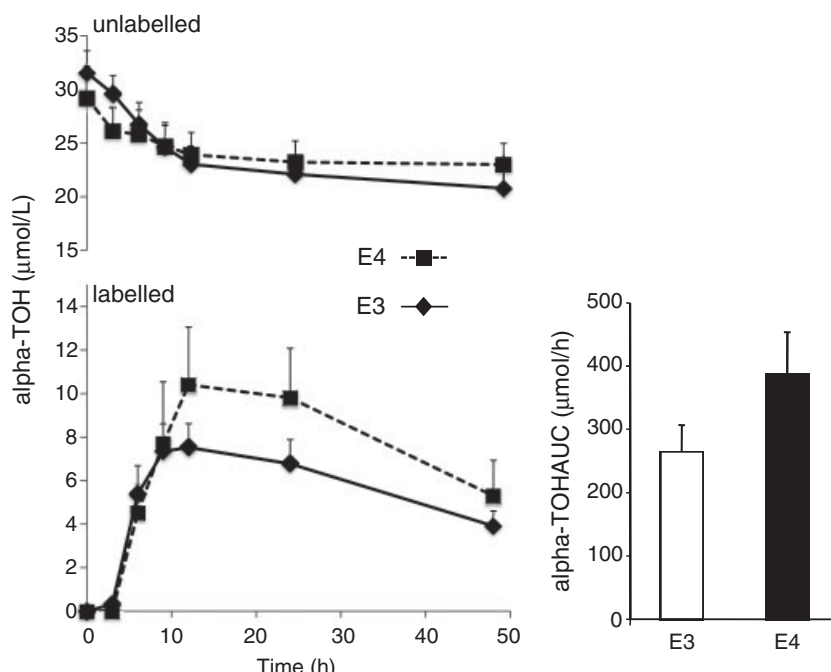 unlabelled
35
30
25
20
15
alpha-TOH (μmol/L)
E4
E3
labelled
14
12
10
8
6
4
2
0
0 10 20 30 40 50
Time (h)
alpha-TOHAUC (μmol/h)
500
400
300
200
100
0
E3 E4